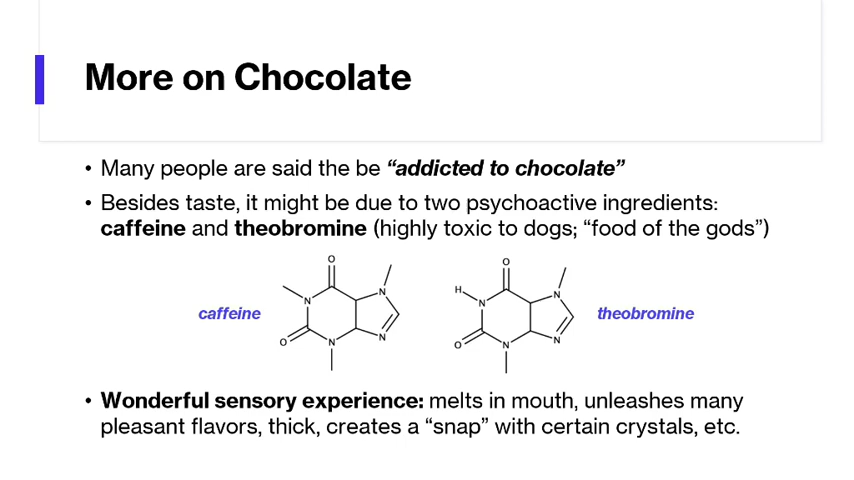 More on Chocolate
• Many people are said the be “addicted to chocolate”
• Besides taste, it might be due to two psychoactive ingredients:
caffeine and theobromine (highly toxic to dogs; “food of the gods”)
caffeine
O
N
N
O
N
N
O
H
N
N
O
N
N
theobromine
• Wonderful sensory experience: melts in mouth, unleashes many
pleasant flavors, thick, creates a “snap” with certain crystals, etc.